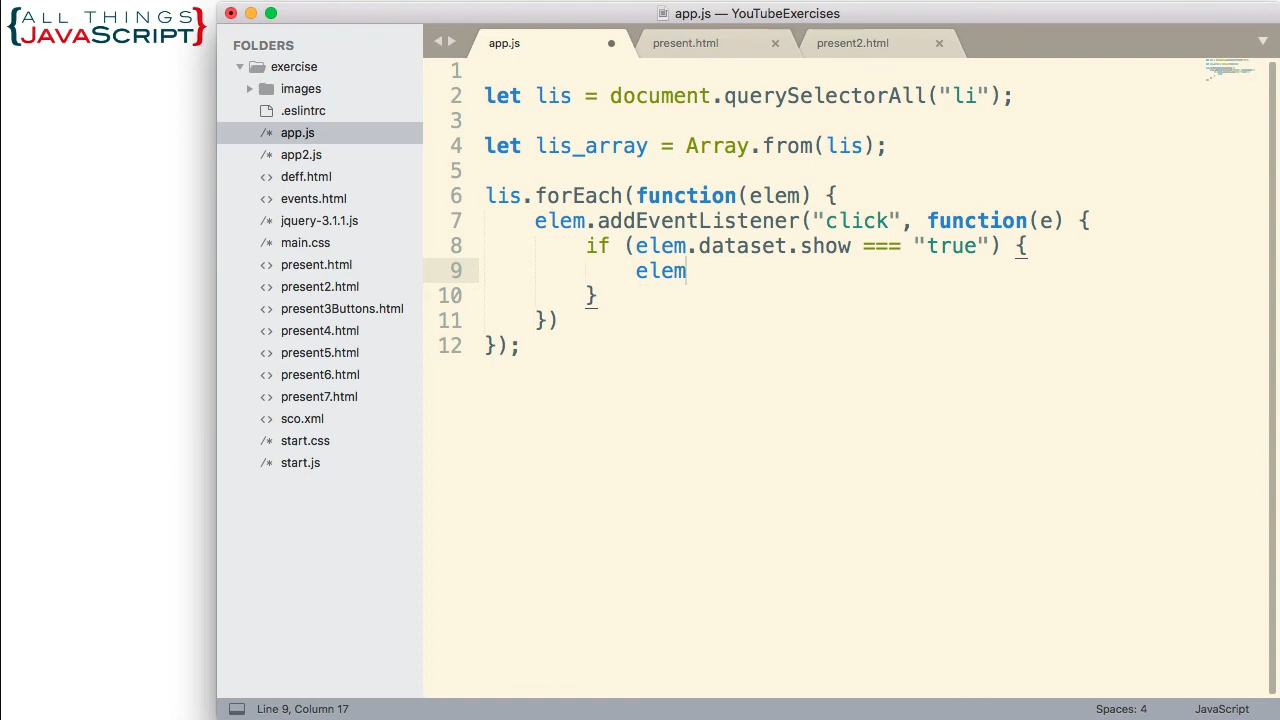 ALL THINGS
JAVASCRIPT
app.js — YouTubeExercises
FOLDERS
exercise
images
.eslintrc
app.js
app2.js
deff.html
events.html
jquery-3.1.1.js
main.css
present.html
present2.html
present3Buttons.html
present4.html
present5.html
present6.html
present7.html
sco.xml
start.css
start.js
app.js
present.html
present2.html
1
2 let lis = document.querySelectorAll("li");
3
4 let lis_array = Array.from(lis);
5
6 lis.forEach(function(elem) {
7 elem.addEventListener("click", function(e) {
8 if (elem.dataset.show === "true") {
9 elem
10 }
11 })
12 });
Line 9, Column 17
Spaces: 4
JavaScript